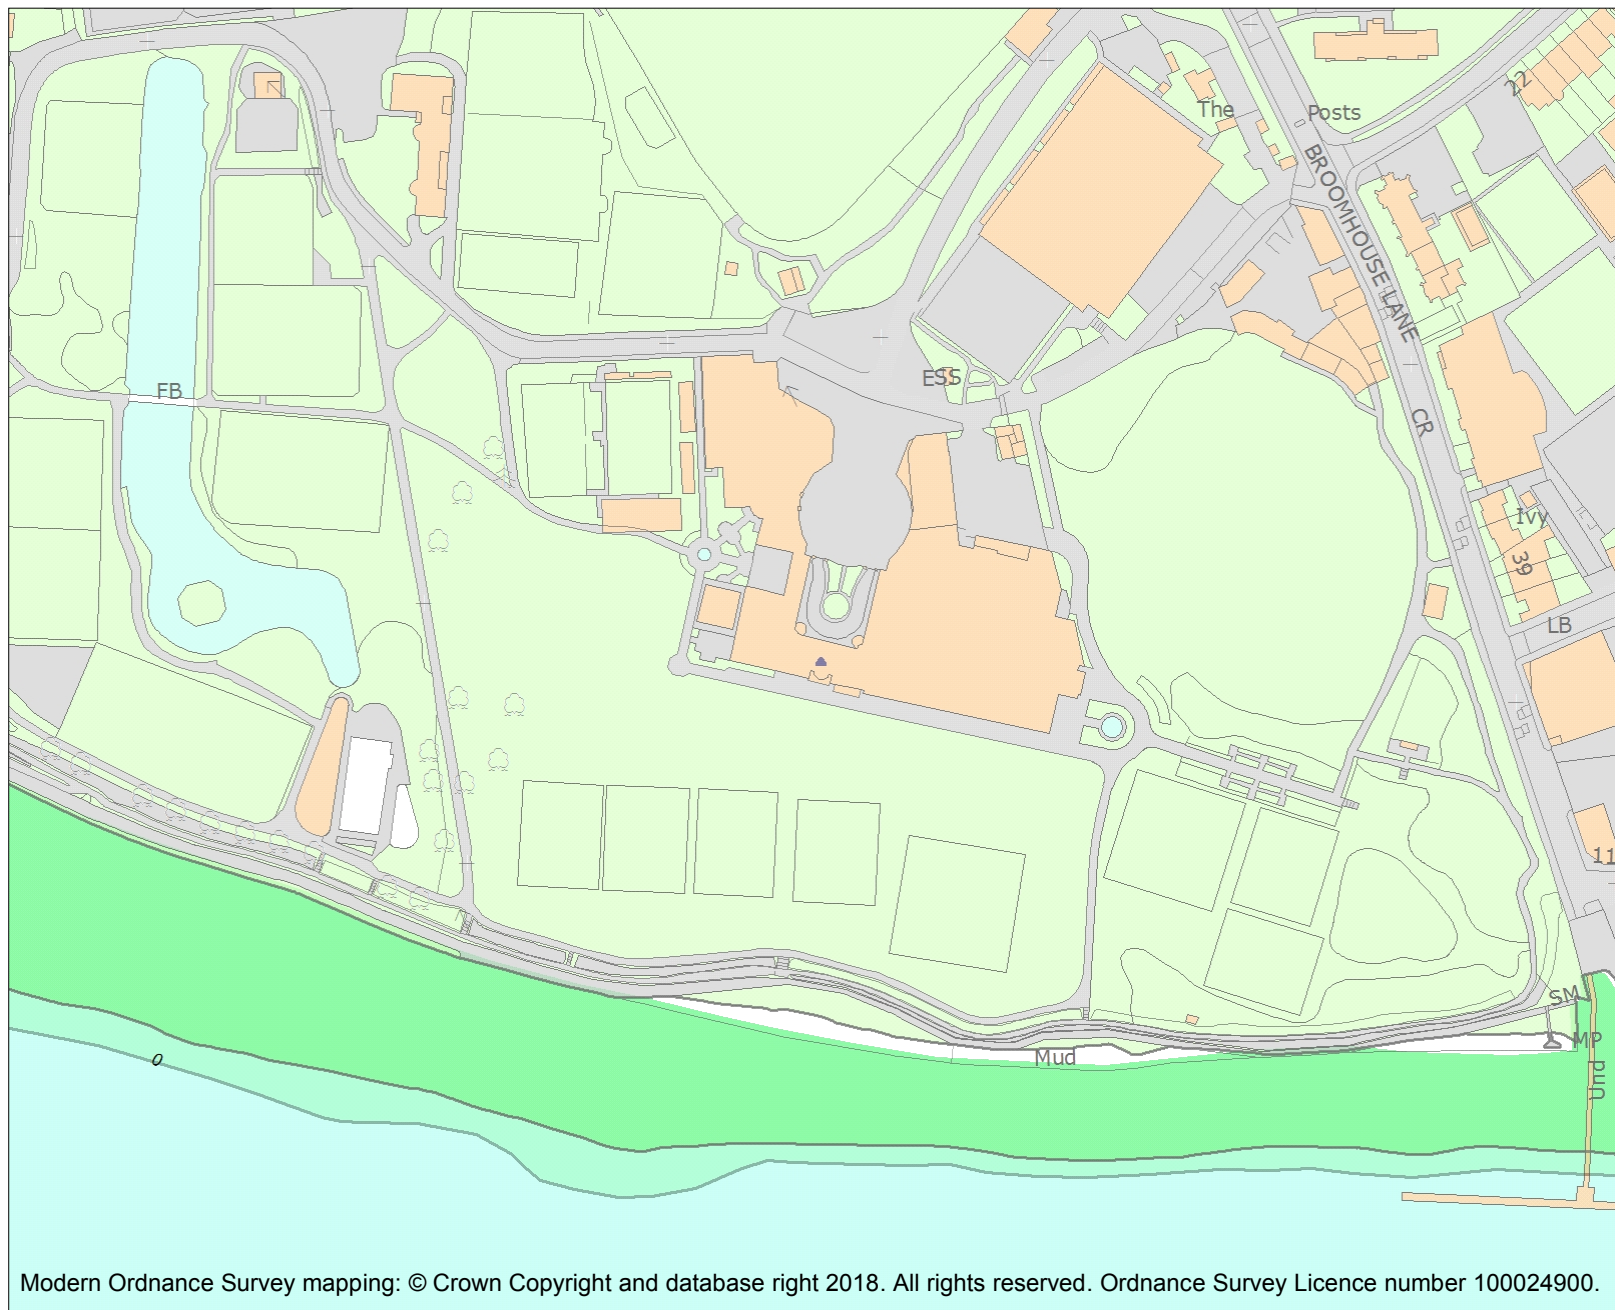 22
The
Posts
BROOMHOUSE LANE
ESS
FB
CR
Ivy
39
LB
11
SM
MP
Mud
Und
0
Modern Ordnance Survey mapping: © Crown Copyright and database right 2018. All rights reserved. Ordnance Survey Licence number 100024900.